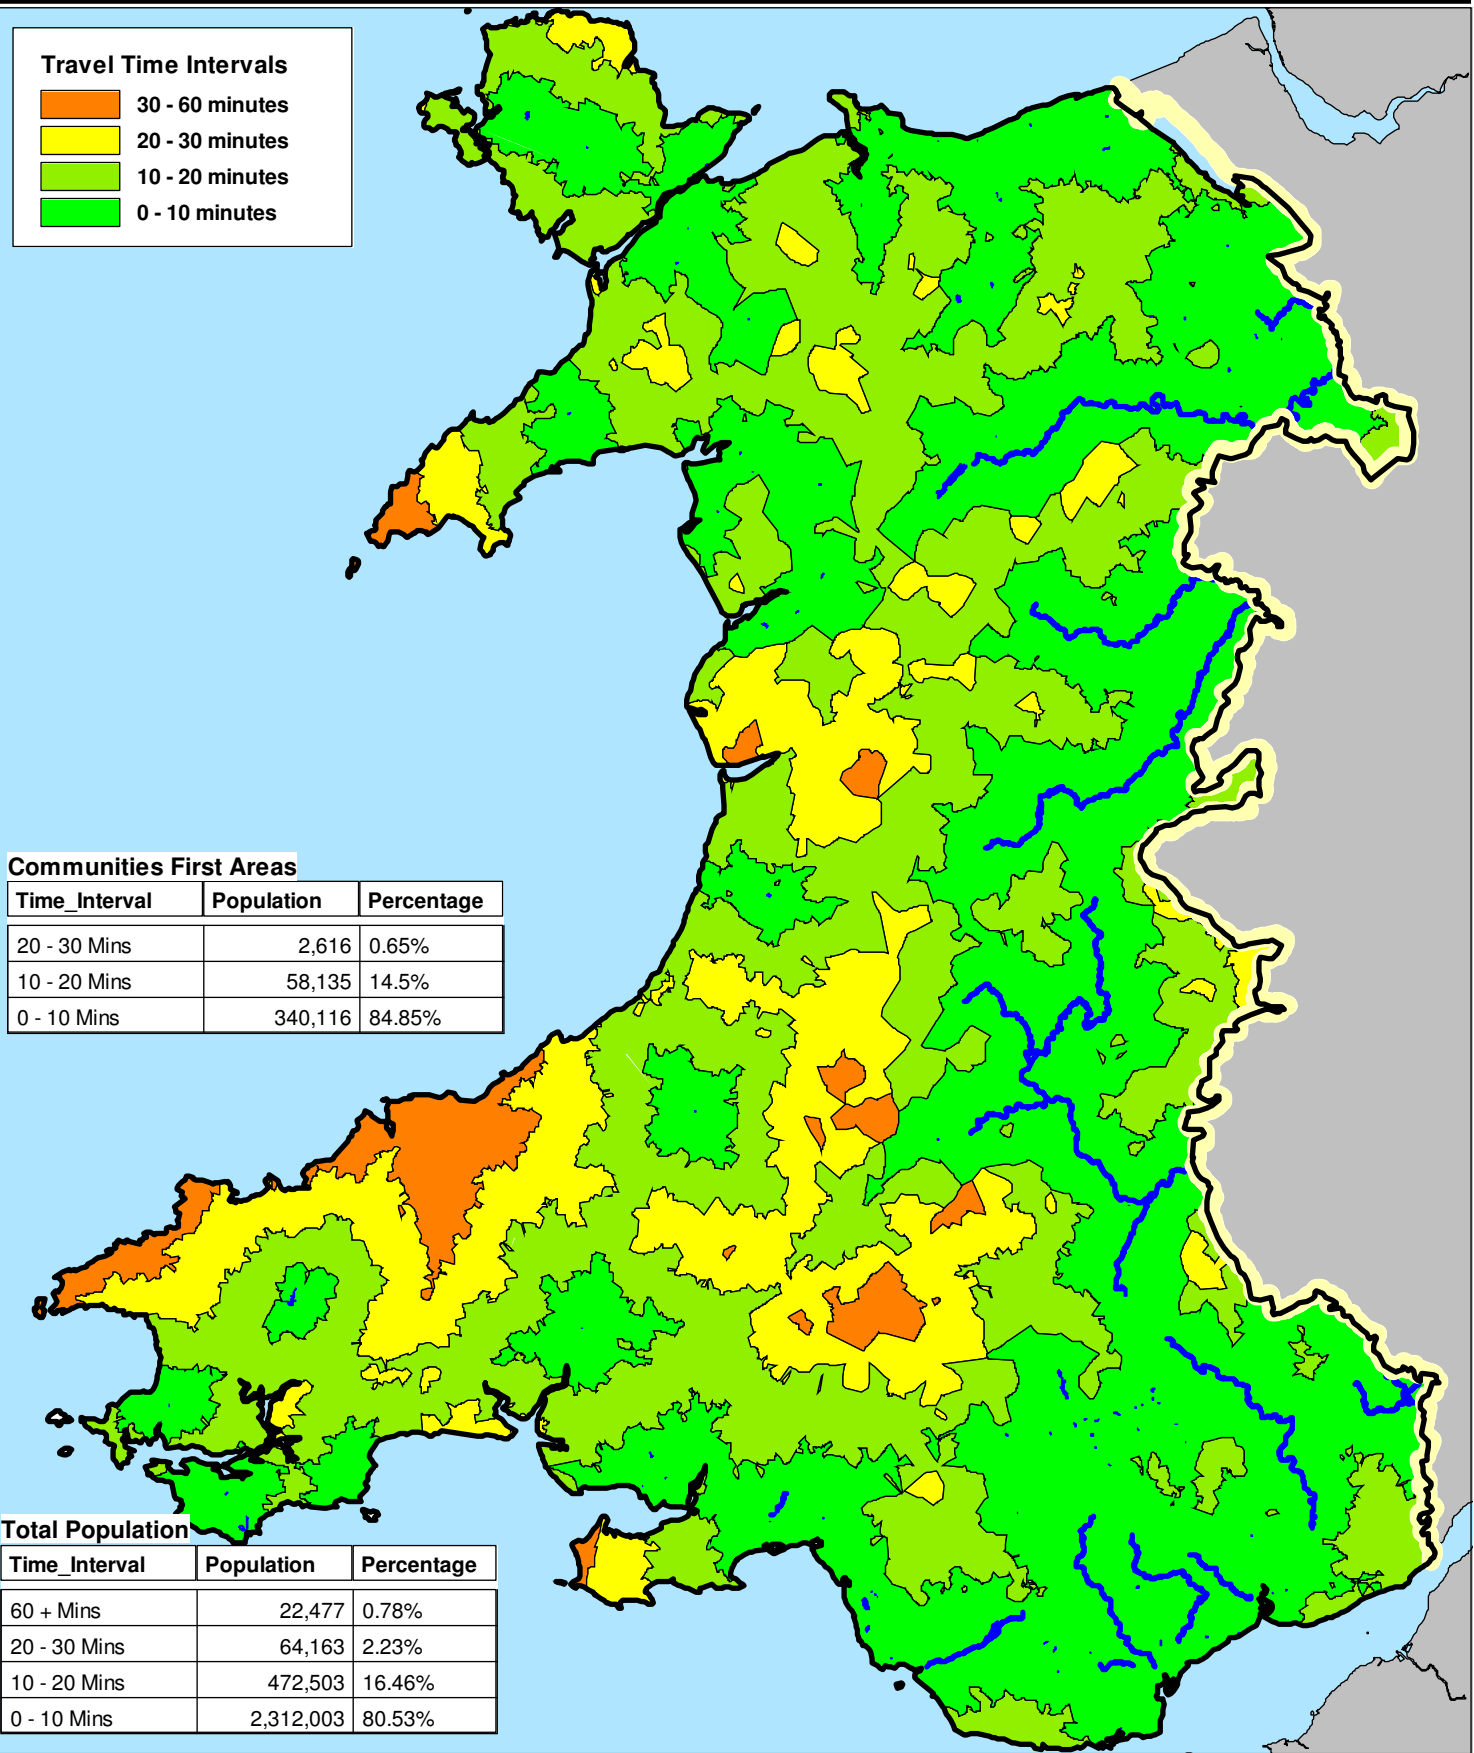 Travel Time Intervals
30 - 60 minutes
20 - 30 minutes
10 - 20 minutes
0 - 10 minutes
Communities First Areas
Time_Interval Population Percentage
20 - 30 Mins 2,616 0.65%
10 - 20 Mins 58,135 14.5%
0 - 10 Mins 340,116 84.85%
Total Population
Time_Interval Population Percentage
60 + Mins 22,477 0.78%
20 - 30 Mins 64,163 2.23%
10 - 20 Mins 472,503 16.46%
0 - 10 Mins 2,312,003 80.53%